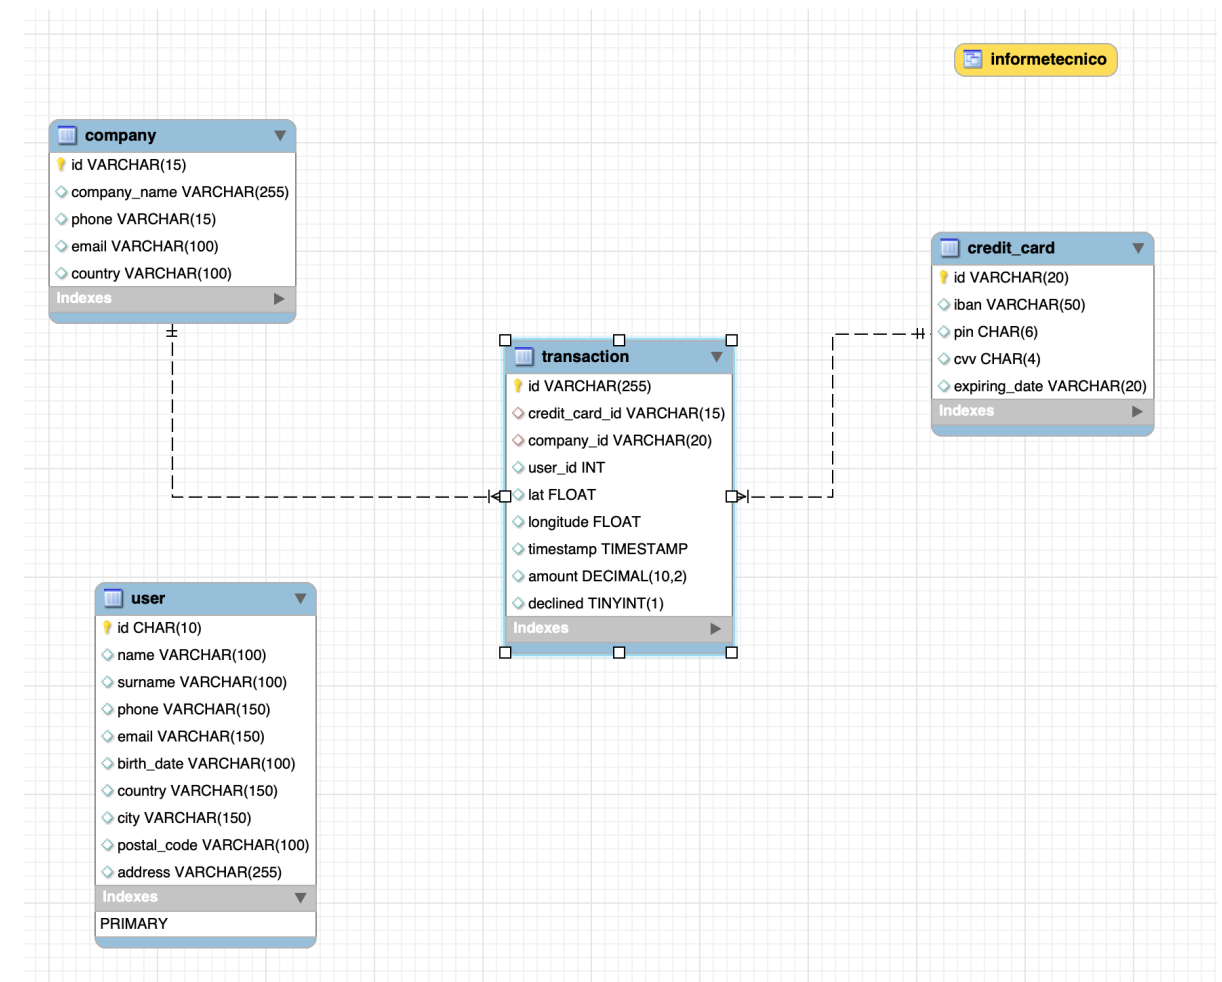 informetecnico
company
id VARCHAR(15)
company_name VARCHAR(255)
phone VARCHAR(15)
email VARCHAR(100)
country VARCHAR(100)
Indexes
credit_card
id VARCHAR(20)
iban VARCHAR(50)
pin CHAR(6)
cvv CHAR(4)
expiring_date VARCHAR(20)
Indexes
transaction
id VARCHAR(255)
credit_card_id VARCHAR(15)
company_id VARCHAR(20)
user_id INT
lat FLOAT
longitude FLOAT
timestamp TIMESTAMP
amount DECIMAL(10,2)
declined TINYINT(1)
Indexes
user
id CHAR(10)
name VARCHAR(100)
surname VARCHAR(100)
phone VARCHAR(150)
email VARCHAR(150)
birth_date VARCHAR(100)
country VARCHAR(150)
city VARCHAR(150)
postal_code VARCHAR(100)
address VARCHAR(255)
Indexes
PRIMARY